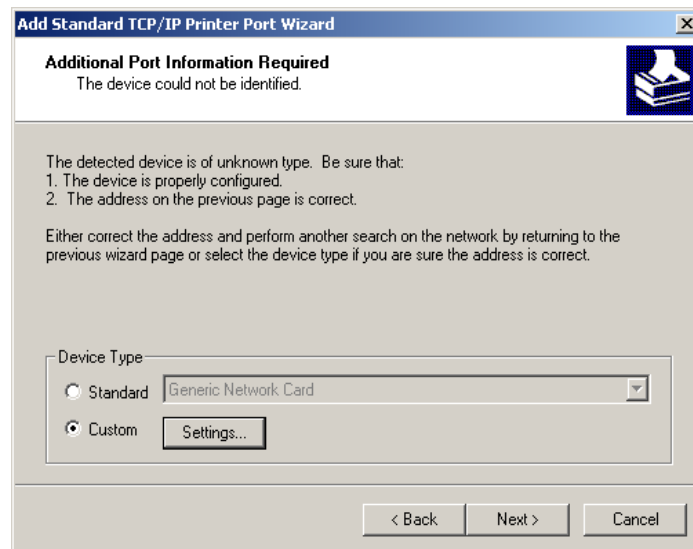 Add Standard TCP/IP Printer Port Wizard
Additional Port Information Required
The device could not be identified.
The detected device is of unknown type. Be sure that:
1. The device is properly configured.
2. The address on the previous page is correct.
Either correct the address and perform another search on the network by returning to the
previous wizard page or select the device type if you are sure the address is correct.
Device Type
Standard Generic Network Card
Custom Settings...
< Back Next > Cancel